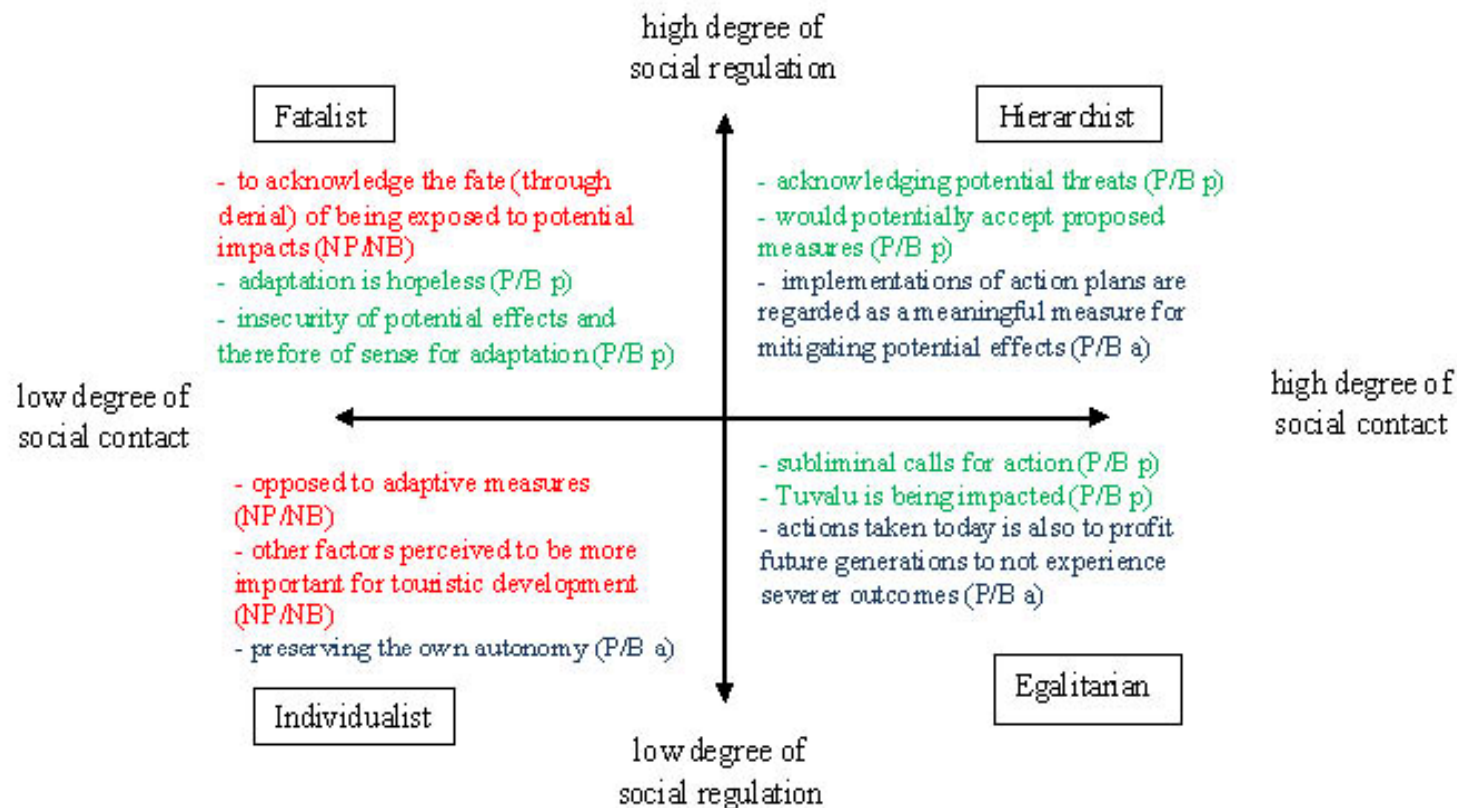 high degree of
social regulation
Fatalist
Hierarchist
- to acknowledge the fate (through
denial) of being exposed to potential
impacts (NP/NB)
- adaptation is hopeless (P/B p)
- insecurity of potential effects and
therefore of sense for adaptation (P/B p)
- acknowledging potential threats (P/B p)
- would potentially accept proposed
measures (P/B p)
- implementations of action plans are
regarded as a meaningful measure for
mitigating potential effects (P/B a)
low degree of
social contact
high degree of
social contact
- opposed to adaptive measures
(NP/NB)
- other factors perceived to be more
important for touristic development
(NP/NB)
- preserving the own autonomy (P/B a)
- subliminal calls for action (P/B p)
- Tuvalu is being impacted (P/B p)
- actions taken today is also to profit
future generations to not experience
severer outcomes (P/B a)
Individualist
Egalitarian
low degree of
social regulation